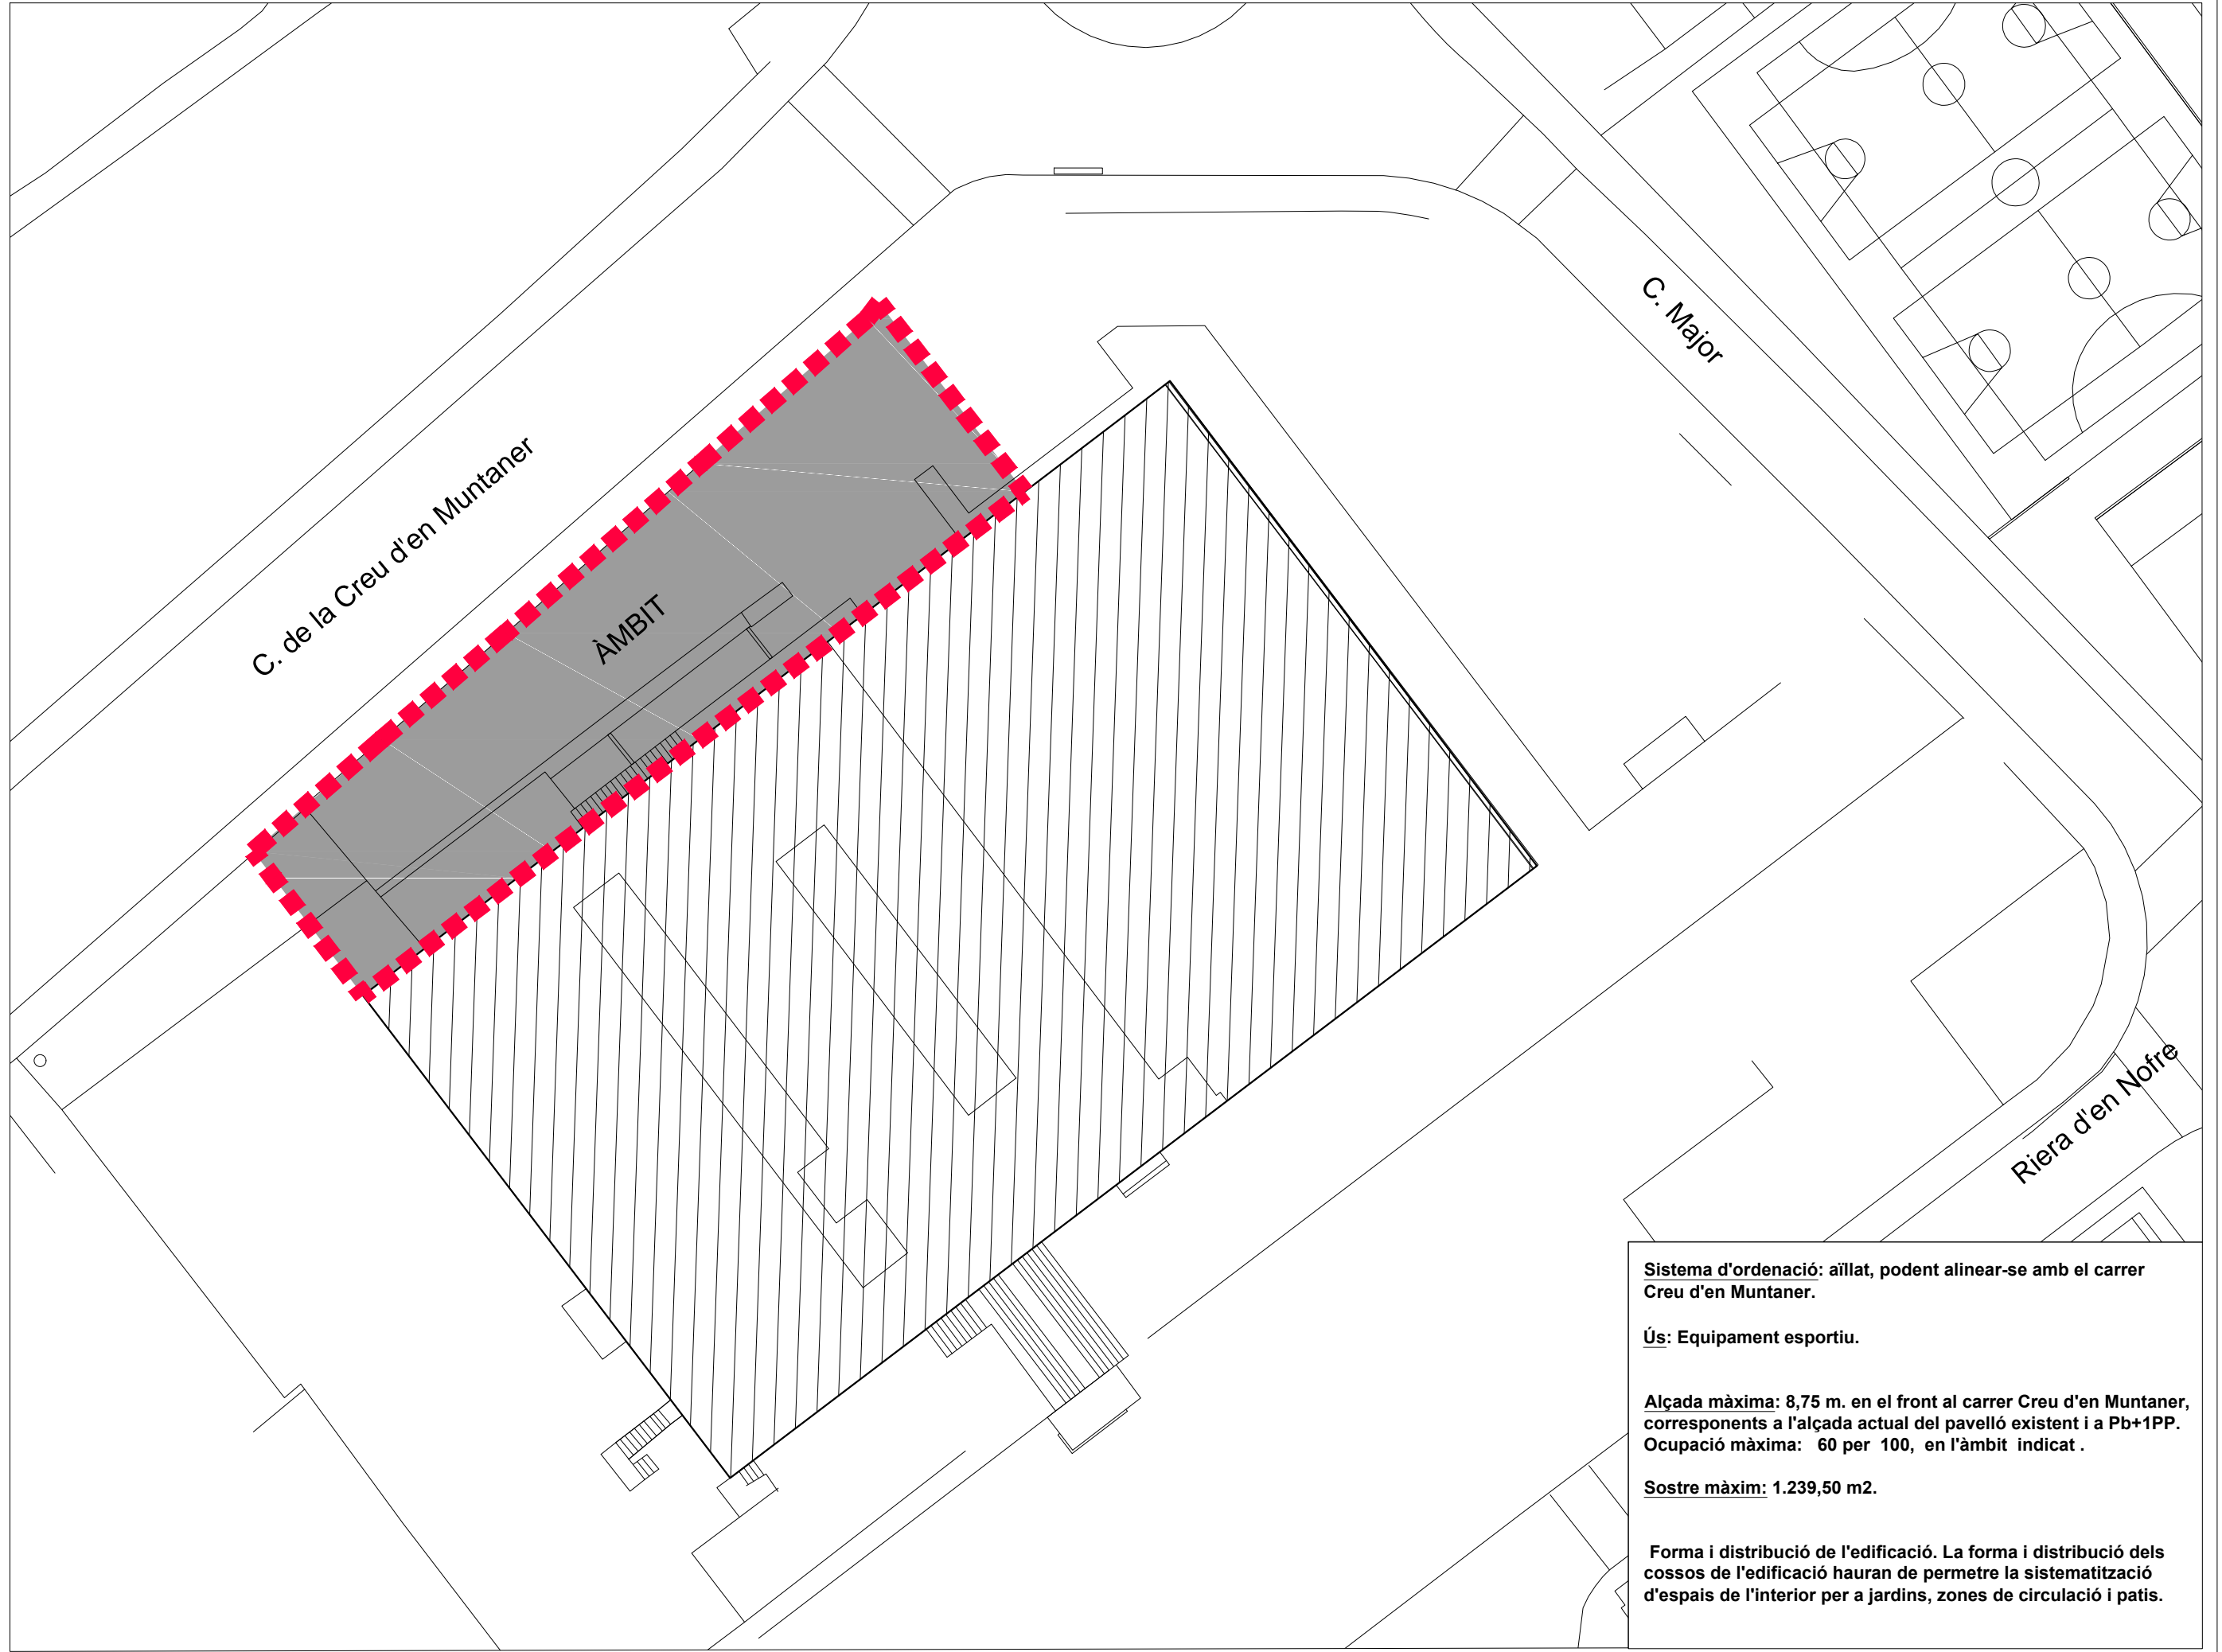 C. Major
C. de la Creu d'en Muntaner
ÀMBIT
Riera d'en Nofre
Sistema d'ordenació: aïllat, podent alinear-se amb el carrer
Creu d'en Muntaner.
Ús: Equipament esportiu.
Alçada màxima: 8,75 m. en el front al carrer Creu d'en Muntaner,
corresponents a l'alçada actual del pavelló existent i a Pb+1PP.
Ocupació màxima: 60 per 100, en l'àmbit indicat .
Sostre màxim: 1.239,50 m2.
Forma i distribució de l'edificació. La forma i distribució dels
cossos de l'edificació hauran de permetre la sistematització
d'espais de l'interior per a jardins, zones de circulació i patis.